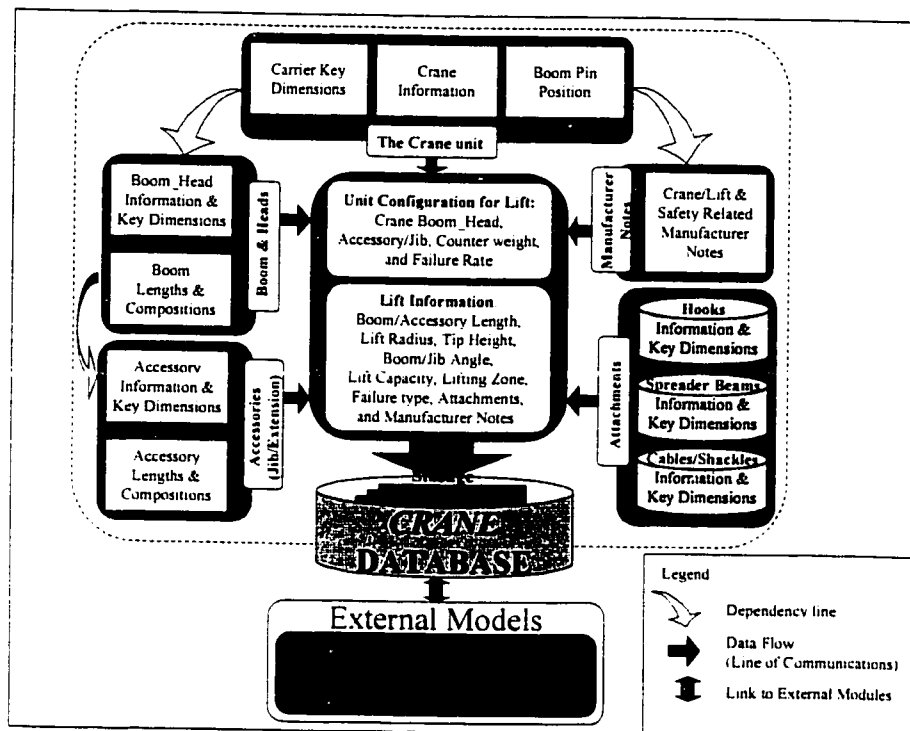 Carrier Key
Dimensions
Crane
Information
Boom Pin
Position
The Crane unit
Boom_Head
Information &
Key Dimensions
Boom
Lengths &
Compositions
Boom & Heads
Unit Configuration for Lift:
Crane Boom_Head,
Accessory/Jib, Counter weight,
and Failure Rate
Manufacturer
Notes
Crane/Lift &
Safety Related
Manufacturer
Notes
Lift Information
Boom/Accessory Length,
Lift Radius, Tip Height,
Boom/Jib Angle,
Lift Capacity, Lifting Zone,
Failure type, Attachments,
and Manufacturer Notes
Accessory
Information &
Key Dimensions
Accessory
Lengths &
Compositions
Accessories
(Jib/Extension)
Attachments
Hooks
Information &
Key Dimensions
Spreader Beams
Information &
Key Dimensions
Cables/Shackles
Information &
Key Dimensions
CRANE
DATABASE
External Models
Legend
Dependency line
Data Flow
(Line of Communications)
Link to External Modules